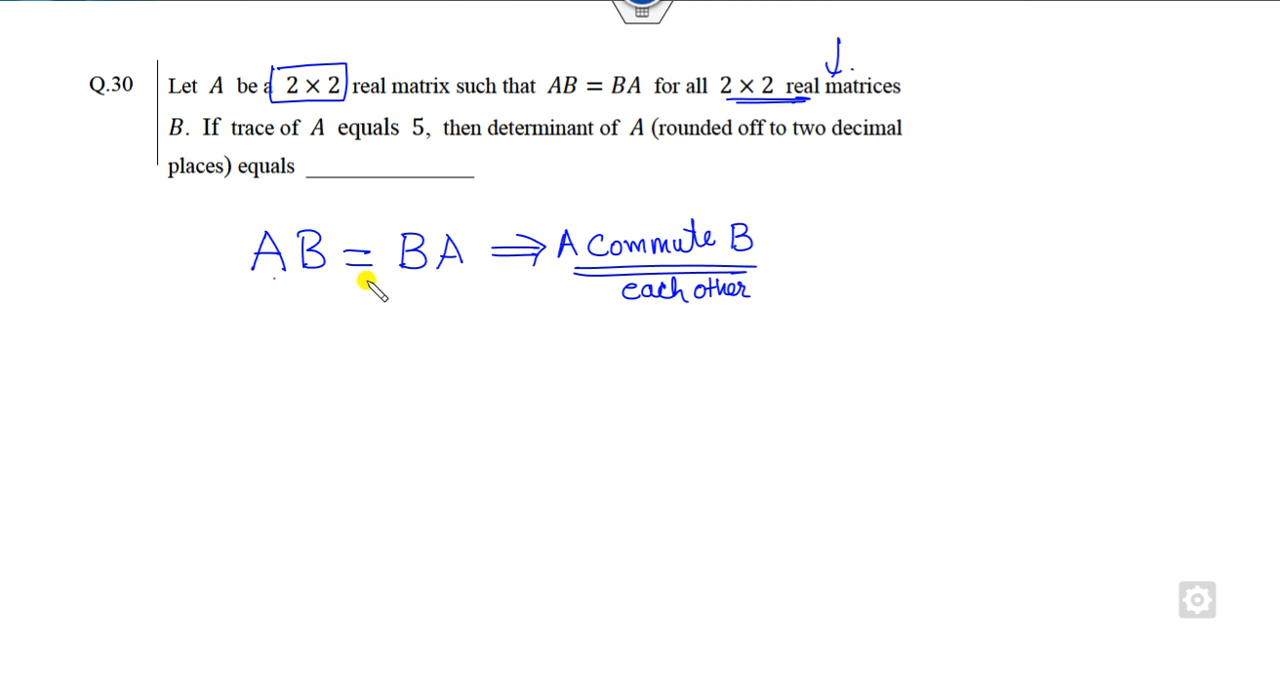 Q.30 Let A be a 2 × 2 real matrix such that AB = BA for all 2 × 2 real matrices
B. If trace of A equals 5, then determinant of A (rounded off to two decimal
places) equals ______________
AB = BA ⟹ A Commute B
each other